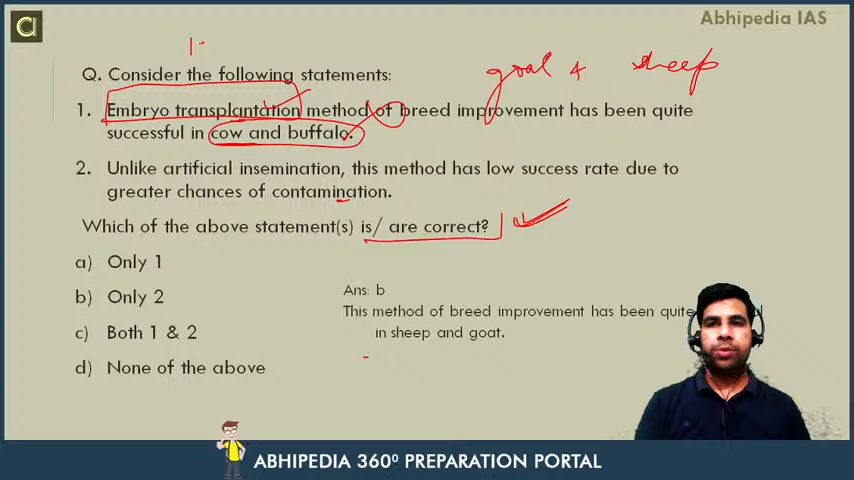 Abhipedia IAS
goal + sheep
Q. Consider the following statements:
1. Embryo transplantation method of breed improvement has been quite
successful in cow and buffalo.
2. Unlike artificial insemination, this method has low success rate due to
greater chances of contamination.
Which of the above statement(s) is/ are correct?
a) Only 1
b) Only 2
c) Both 1 & 2
d) None of the above
Ans: b
This method of breed improvement has been quite
in sheep and goat.
ABHIPEDIA 360⁰ PREPARATION PORTAL